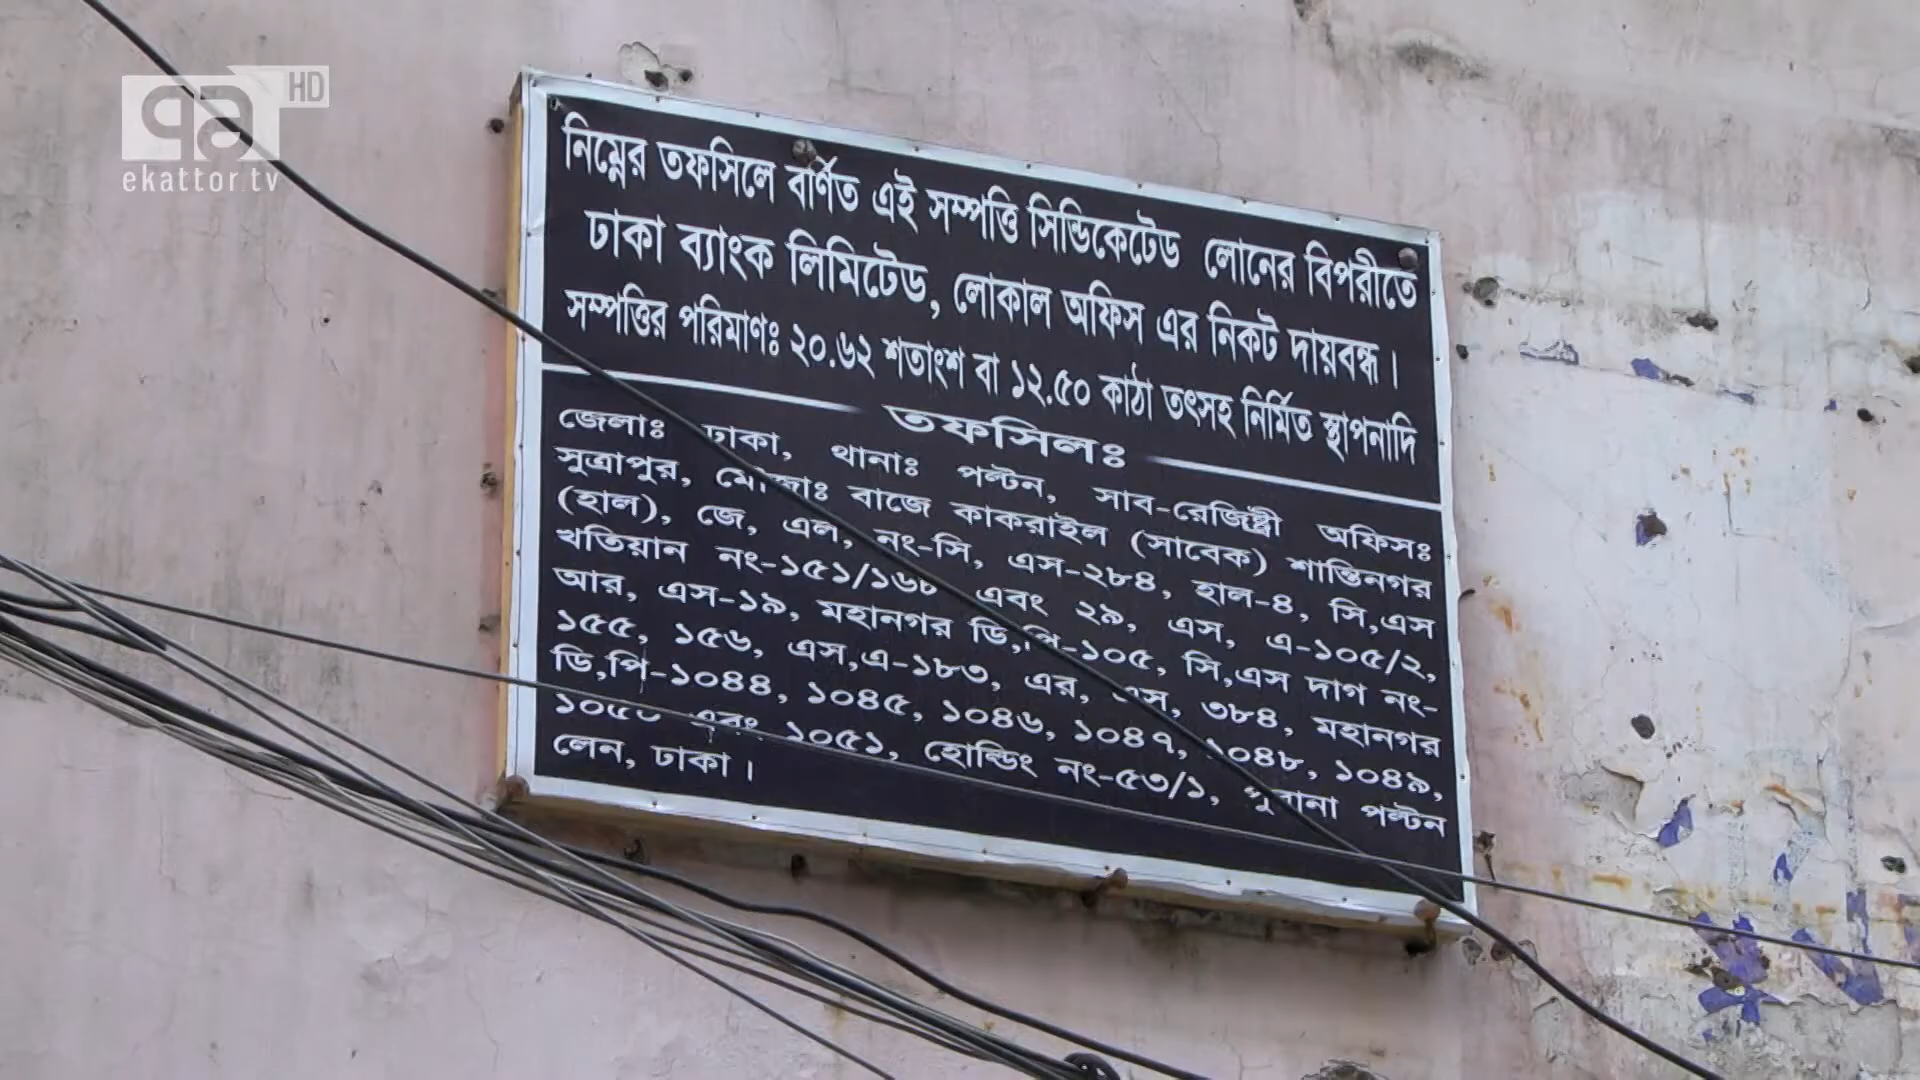 HD
ekattor.tv
নিম্নের তফসিলে বর্ণিত এই সম্পত্তি সিন্ডিকেটেড লোনের বিপরীতে
ঢাকা ব্যাংক লিমিটেড, লোকাল অফিস এর নিকট দায়বদ্ধ।
সম্পত্তির পরিমাণঃ ২০.৬২ শতাংশ বা ১২.৫০ কাঠা তৎসহ নির্মিত স্থাপনাদি
তফসিলঃ
জেলাঃ ঢাকা, থানাঃ পল্টন, সাব-রেজিষ্ট্রী অফিসঃ
সুত্রাপুর, মৌজাঃ বাজে কাকরাইল (সাবেক) শান্তিনগর
(হাল), জে, এল, নং-সি, এস-২৮৪, হাল-৪, সি,এস
খতিয়ান নং-১৫১/১৬৮ এবং ২৯, এস, এ-১০৫/২,
আর, এস-১৯, মহানগর ডি,পি-১০৫, সি,এস দাগ নং-
১৫৫, ১৫৬, এস,এ-১৮৩, এর, এস, ৩৮৪, মহানগর
ডি,পি-১০৪৪, ১০৪৫, ১০৪৬, ১০৪৭, ১০৪৮, ১০৪৯,
এবং ১০৫১, হোল্ডিং নং-৫৩/১, পুরানা পল্টন
লেন, ঢাকা।